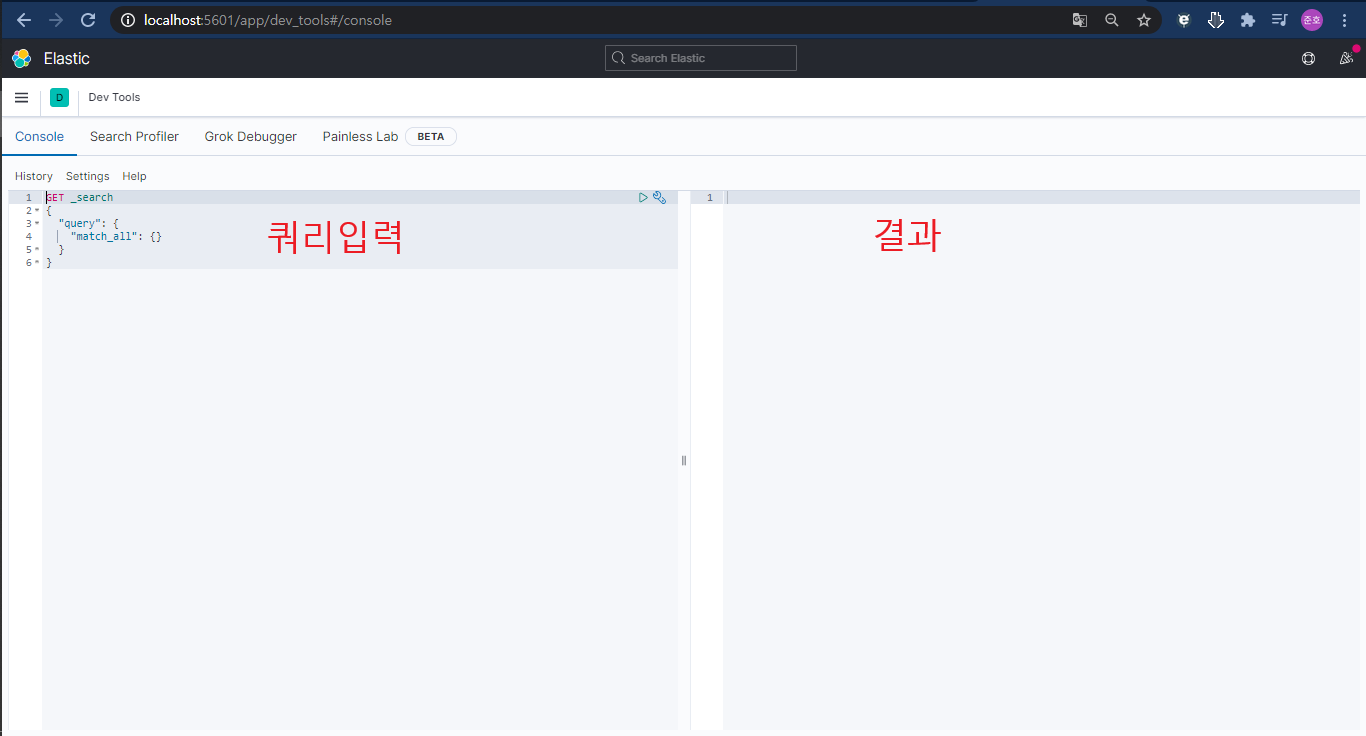 localhost:5601/app/dev_tools#/console
준호
Elastic
Search Elastic
D Dev Tools
Console Search Profiler Grok Debugger Painless Lab BETA
History Settings Help
1 GET _search
2 {
3 "query": {
4 "match_all": {}
5 }
6 }
쿼리입력
1
결과